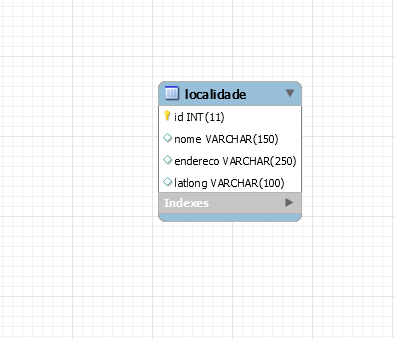 localidade
id INT(11)
nome VARCHAR(150)
endereco VARCHAR(250)
latlong VARCHAR(100)
Indexes